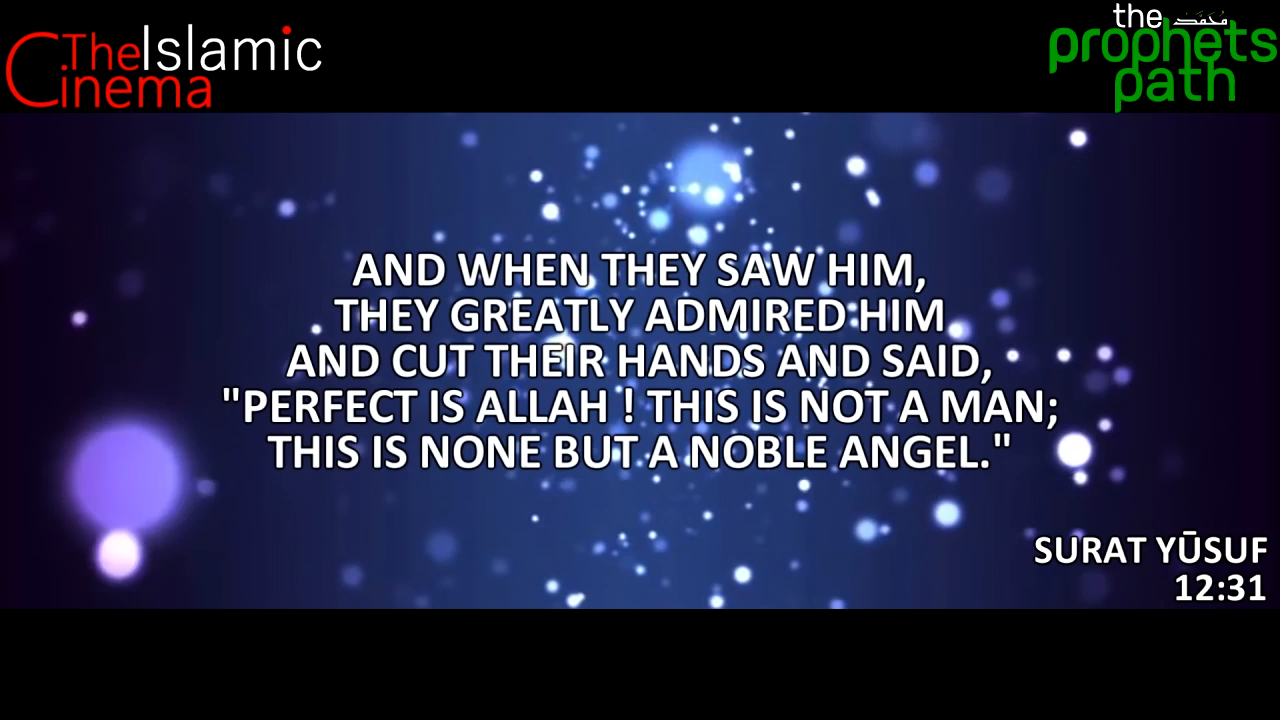 The Islamic
Cinema
the محمد
prophets
path
AND WHEN THEY SAW HIM,
THEY GREATLY ADMIRED HIM
AND CUT THEIR HANDS AND SAID,
"PERFECT IS ALLAH ! THIS IS NOT A MAN;
THIS IS NONE BUT A NOBLE ANGEL."
SURAT YŪSUF
12:31